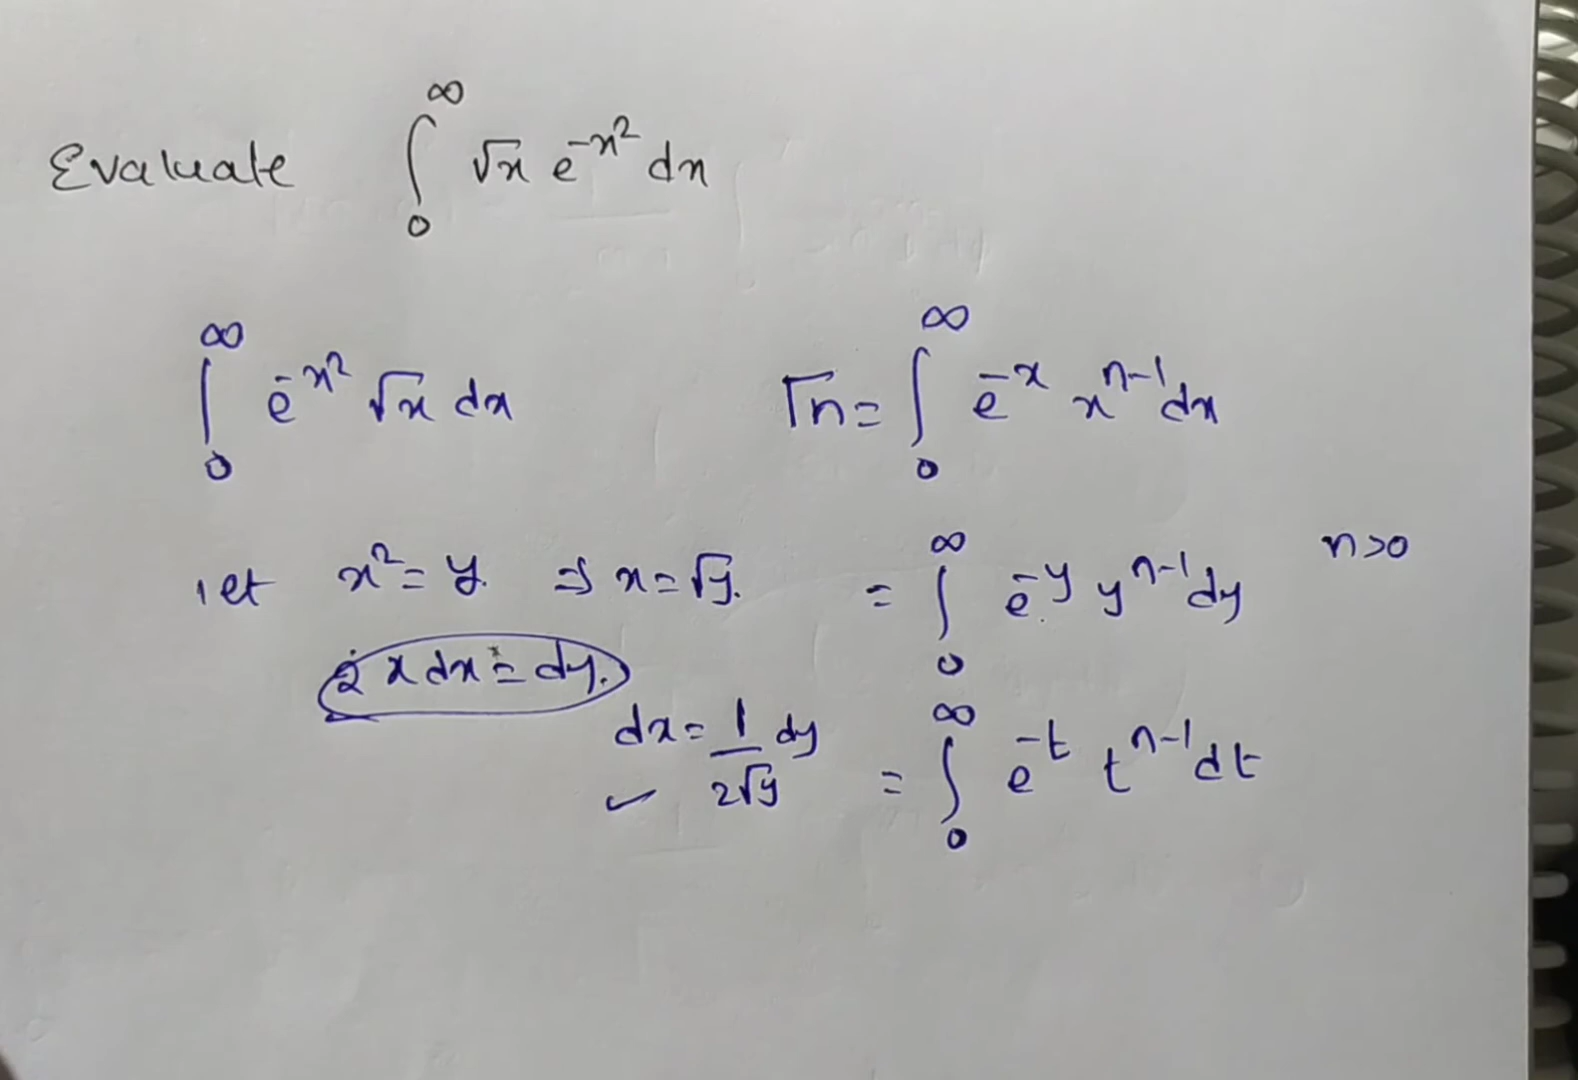 Evaluate ∫₀^∞ √x e^{-x²} dx
∫₀^∞ e^{-x²} √x dx
let x² = y. ⇒ x = √y.
2 x dx = dy.
dx = 1/(2√y) dy ✓
Γn = ∫₀^∞ e^{-x} x^{n-1} dx
= ∫₀^∞ e^{-y} y^{n-1} dy n>0
= ∫₀^∞ e^{-t} t^{n-1} dt